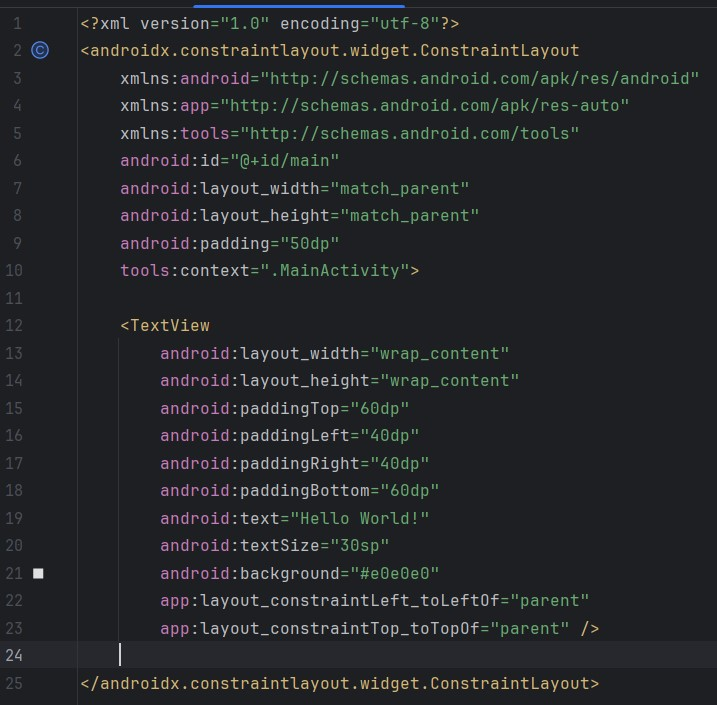 1 <?xml version="1.0" encoding="utf-8"?>
2 <androidx.constraintlayout.widget.ConstraintLayout
3     xmlns:android="http://schemas.android.com/apk/res/android"
4     xmlns:app="http://schemas.android.com/apk/res-auto"
5     xmlns:tools="http://schemas.android.com/tools"
6     android:id="@+id/main"
7     android:layout_width="match_parent"
8     android:layout_height="match_parent"
9     android:padding="50dp"
10     tools:context=".MainActivity">
11
12     <TextView
13         android:layout_width="wrap_content"
14         android:layout_height="wrap_content"
15         android:paddingTop="60dp"
16         android:paddingLeft="40dp"
17         android:paddingRight="40dp"
18         android:paddingBottom="60dp"
19         android:text="Hello World!"
20         android:textSize="30sp"
21         android:background="#e0e0e0"
22         app:layout_constraintLeft_toLeftOf="parent"
23         app:layout_constraintTop_toTopOf="parent" />
24
25 </androidx.constraintlayout.widget.ConstraintLayout>